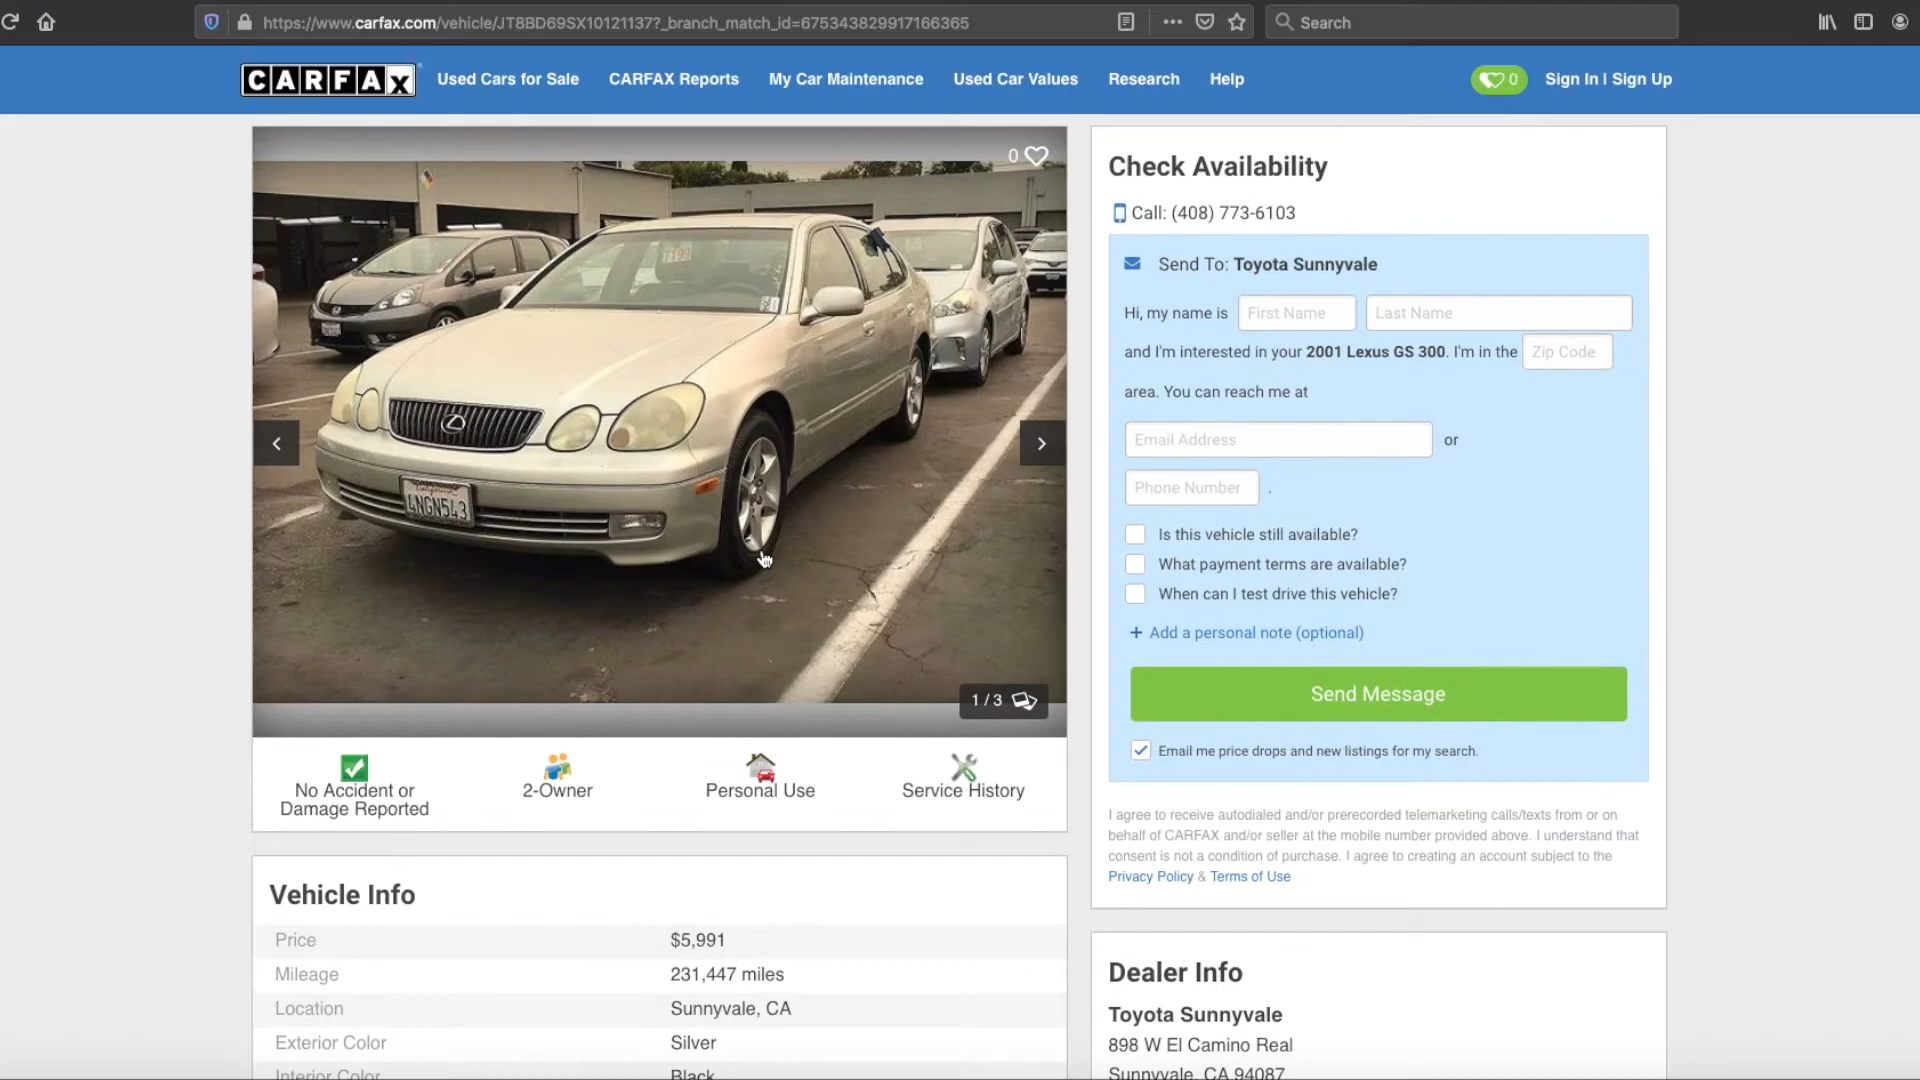 https://www.carfax.com/vehicle/JT8BD69SX10121137?_branch_match_id=675343829917166365
Search
CARFAX
Used Cars for Sale
CARFAX Reports
My Car Maintenance
Used Car Values
Research
Help
0
Sign In | Sign Up
0
California
4NGN543
1 / 3
No Accident or
Damage Reported
2-Owner
Personal Use
Service History
Vehicle Info
Price $5,991
Mileage 231,447 miles
Location Sunnyvale, CA
Exterior Color Silver
Interior Color Black
Check Availability
Call: (408) 773-6103
Send To: Toyota Sunnyvale
Hi, my name is First Name Last Name
and I'm interested in your 2001 Lexus GS 300. I'm in the Zip Code
area. You can reach me at
Email Address or
Phone Number .
Is this vehicle still available?
What payment terms are available?
When can I test drive this vehicle?
+ Add a personal note (optional)
Send Message
Email me price drops and new listings for my search.
I agree to receive autodialed and/or prerecorded telemarketing calls/texts from or on
behalf of CARFAX and/or seller at the mobile number provided above. I understand that
consent is not a condition of purchase. I agree to creating an account subject to the
Privacy Policy & Terms of Use
Dealer Info
Toyota Sunnyvale
898 W El Camino Real
Sunnyvale, CA 94087